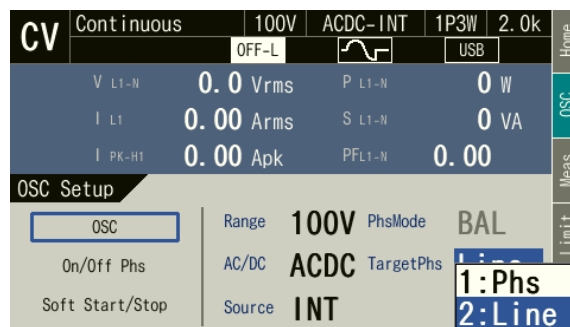 CV Continuous 100V ACDC-INT 1P3W 2.0k
OFF-L USB
V L1-N 0.0 Vrms P L1-N 0 W
I L1 0.00 Arms S L1-N 0 VA
I PK-H1 0.00 Apk PFL1-N 0.00
OSC Setup
OSC Range 100V PhsMode BAL
On/Off Phs AC/DC ACDC TargetPhs Line
1:Phs
Soft Start/Stop Source INT 2:Line
Home
OSC
Meas
Limit